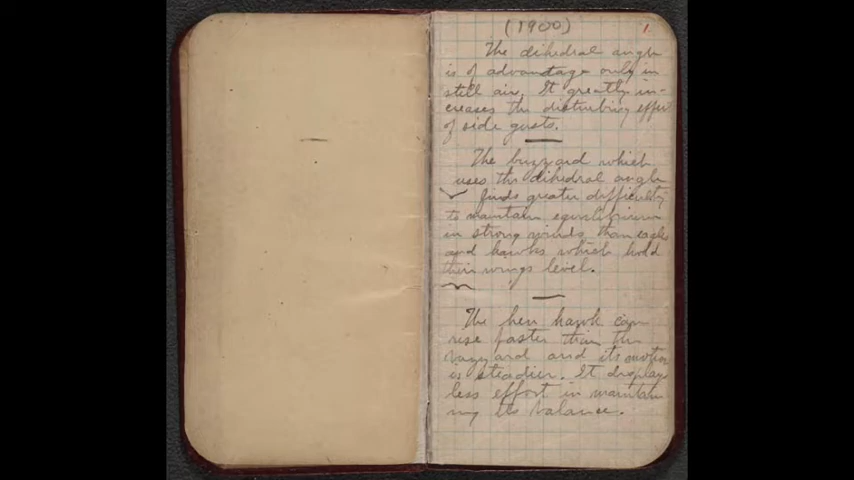 (1900)
1.
The dihedral angle
is of advantage only in
still air. It greatly in-
creases the disturbing effect
of side gusts.
The buzzard which
uses the dihedral angle
finds greater difficulty
to maintain equilibrium
in strong winds than eagles
and hawks which hold
their wings level.
The hen hawk can
rise faster than the
buzzard and its motion
is steadier. It displays
less effort in maintain
ing its balance.